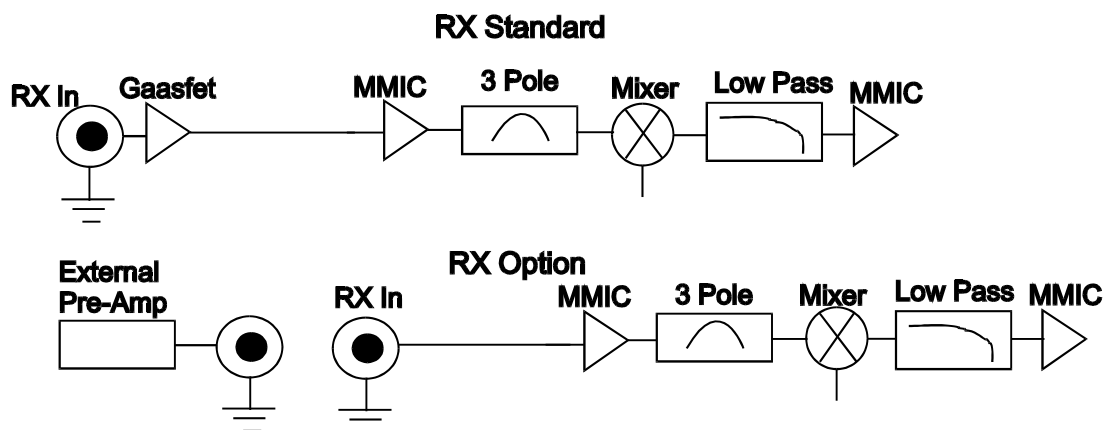 RX Standard
RX In
Gaasfet
MMIC
3 Pole
Mixer
Low Pass
MMIC
RX Option
External
Pre-Amp
RX In
MMIC
3 Pole
Mixer
Low Pass
MMIC